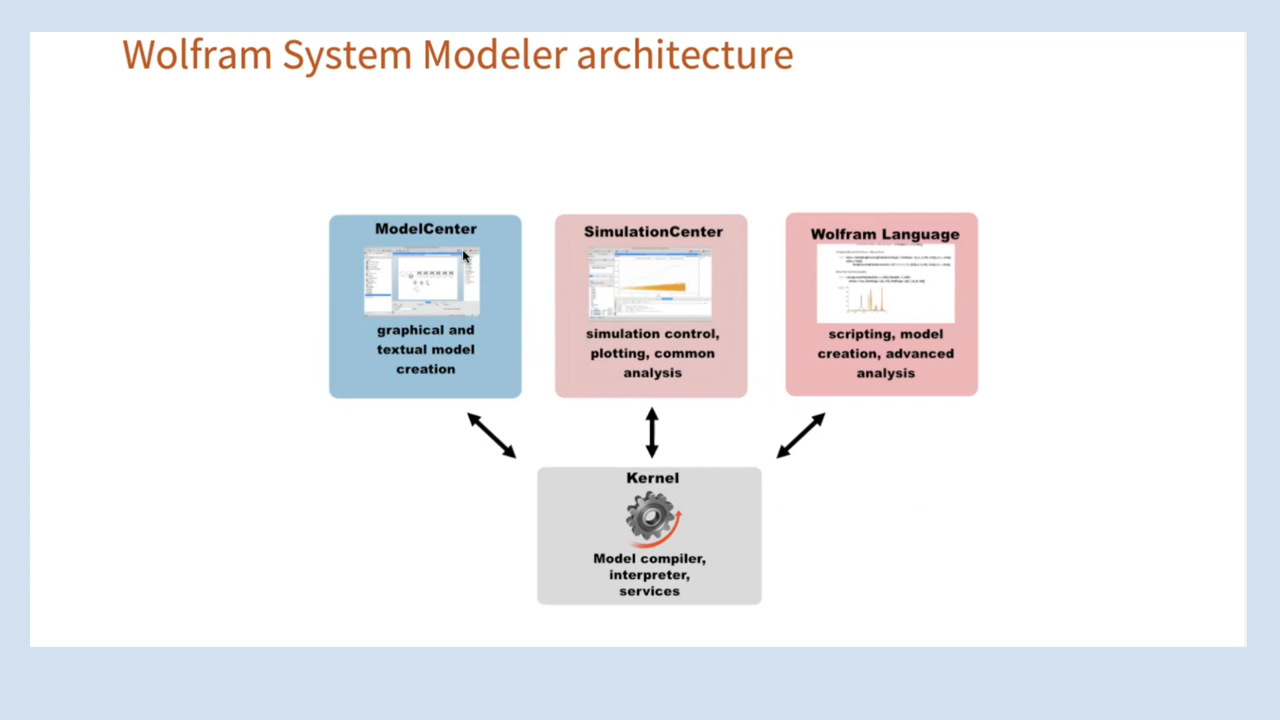 Wolfram System Modeler architecture
ModelCenter
graphical and
textual model
creation
SimulationCenter
simulation control,
plotting, common
analysis
Wolfram Language
scripting, model
creation, advanced
analysis
Kernel
Model compiler,
interpreter,
services